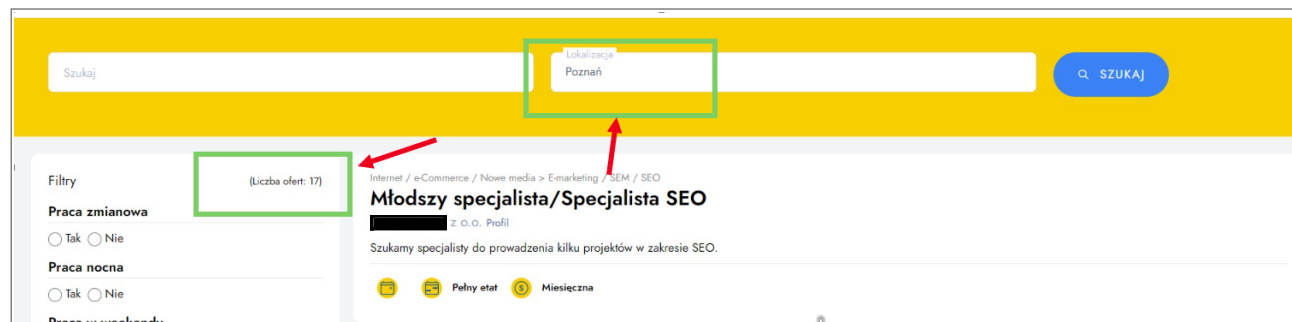 Lokalizacja
Szukaj
Poznań
SZUKAJ
Filtry
(Liczba ofert: 17)
Praca zmianowa
Tak
Nie
Praca nocna
Tak
Nie
Praca w weekendy
Internet / e-Commerce / Nowe media > E-marketing / SEM / SEO
Młodszy specjalista/Specjalista SEO
z o.o. Profil
Szukamy specjalisty do prowadzenia kilku projektów w zakresie SEO.
Pełny etat
Miesięczna